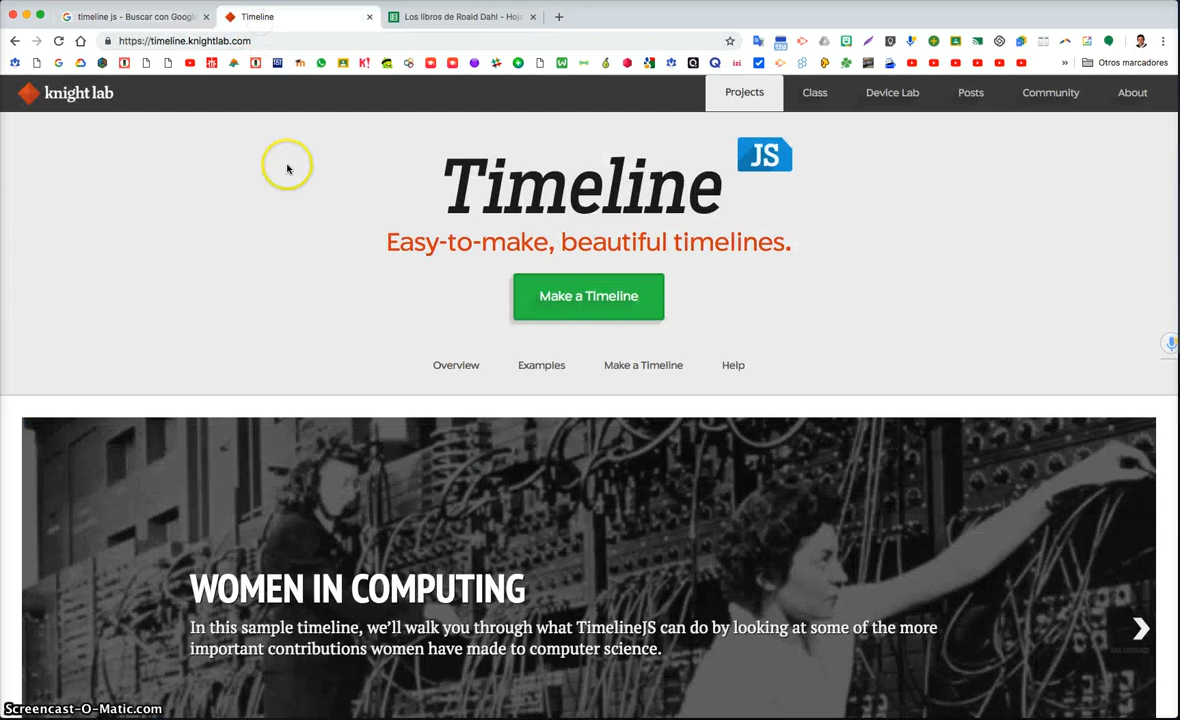 timeline js - Buscar con Google
Timeline
Los libros de Roald Dahl - Hoja
https://timeline.knightlab.com
Otros marcadores
knight lab
Projects
Class
Device Lab
Posts
Community
About
Timeline
JS
Easy-to-make, beautiful timelines.
Make a Timeline
Overview
Examples
Make a Timeline
Help
WOMEN IN COMPUTING
In this sample timeline, we'll walk you through what TimelineJS can do by looking at some of the more
important contributions women have made to computer science.
Screencast-O-Matic.com